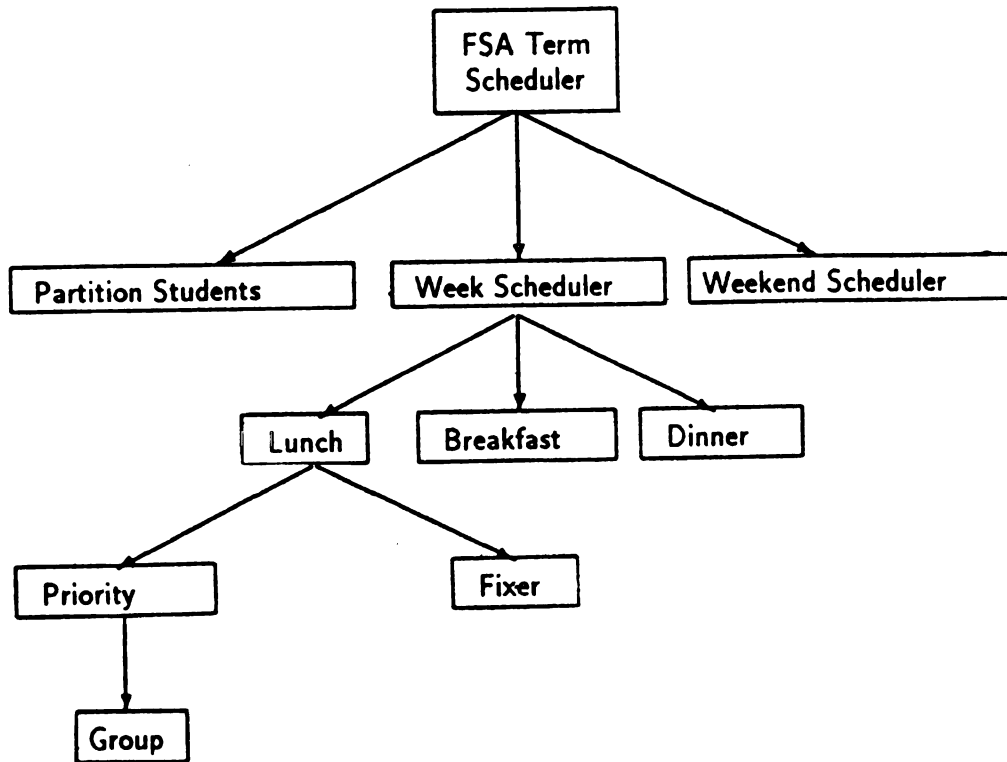 FSA Term
Scheduler
Partition Students
Week Scheduler
Weekend Scheduler
Lunch
Breakfast
Dinner
Priority
Fixer
Group